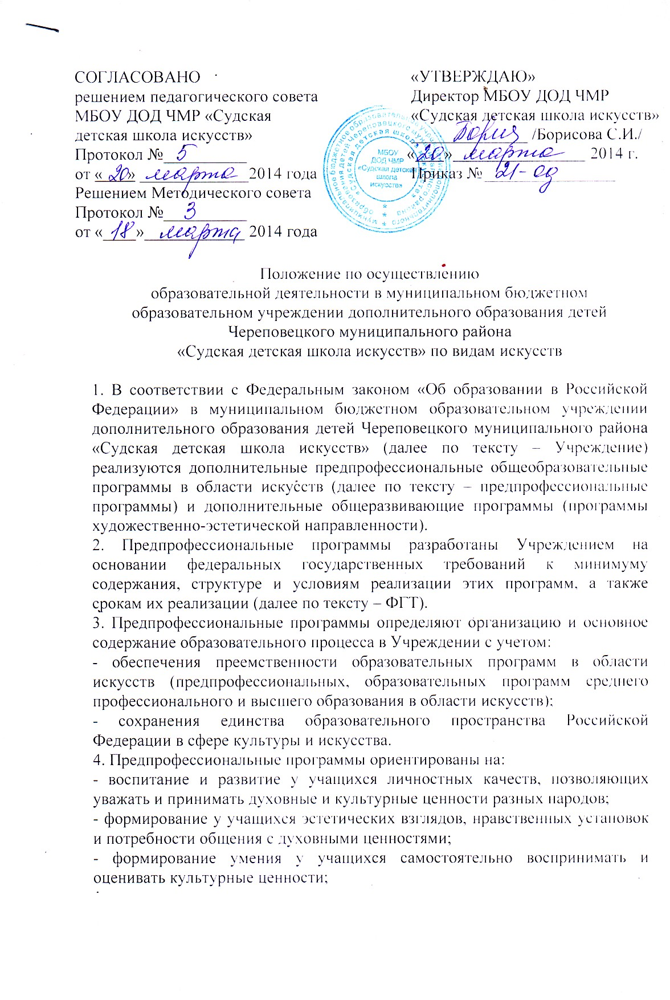 СОГЛАСОВАНО
решением педагогического совета
МБОУ ДОД ЧМР «Судская
детская школа искусств»
Протокол № 5
от «20» марта 2014 года
Решением Методического совета
Протокол № 3
от «18» марта 2014 года
«УТВЕРЖДАЮ»
Директор МБОУ ДОД ЧМР
«Судская детская школа искусств»
/Борисова С.И./
«20» марта 2014 г.
Приказ № 21-од
МБОУ
ДОД ЧМР
«Судская детская
школа
искусств»
Положение по осуществлению
образовательной деятельности в муниципальном бюджетном
образовательном учреждении дополнительного образования детей
Череповецкого муниципального района
«Судская детская школа искусств» по видам искусств
1. В соответствии с Федеральным законом «Об образовании в Российской
Федерации» в муниципальном бюджетном образовательном учреждении
дополнительного образования детей Череповецкого муниципального района
«Судская детская школа искусств» (далее по тексту – Учреждение)
реализуются дополнительные предпрофессиональные общеобразовательные
программы в области искусств (далее по тексту – предпрофессиональные
программы) и дополнительные общеразвивающие программы (программы
художественно-эстетической направленности).
2. Предпрофессиональные программы разработаны Учреждением на
основании федеральных государственных требований к минимуму
содержания, структуре и условиям реализации этих программ, а также
срокам их реализации (далее по тексту – ФГТ).
3. Предпрофессиональные программы определяют организацию и основное
содержание образовательного процесса в Учреждении с учетом:
- обеспечения преемственности образовательных программ в области
искусств (предпрофессиональных, образовательных программ среднего
профессионального и высшего образования в области искусств);
- сохранения единства образовательного пространства Российской
Федерации в сфере культуры и искусства.
4. Предпрофессиональные программы ориентированы на:
- воспитание и развитие у учащихся личностных качеств, позволяющих
уважать и принимать духовные и культурные ценности разных народов;
- формирование у учащихся эстетических взглядов, нравственных установок
и потребности общения с духовными ценностями;
- формирование умения у учащихся самостоятельно воспринимать и
оценивать культурные ценности;